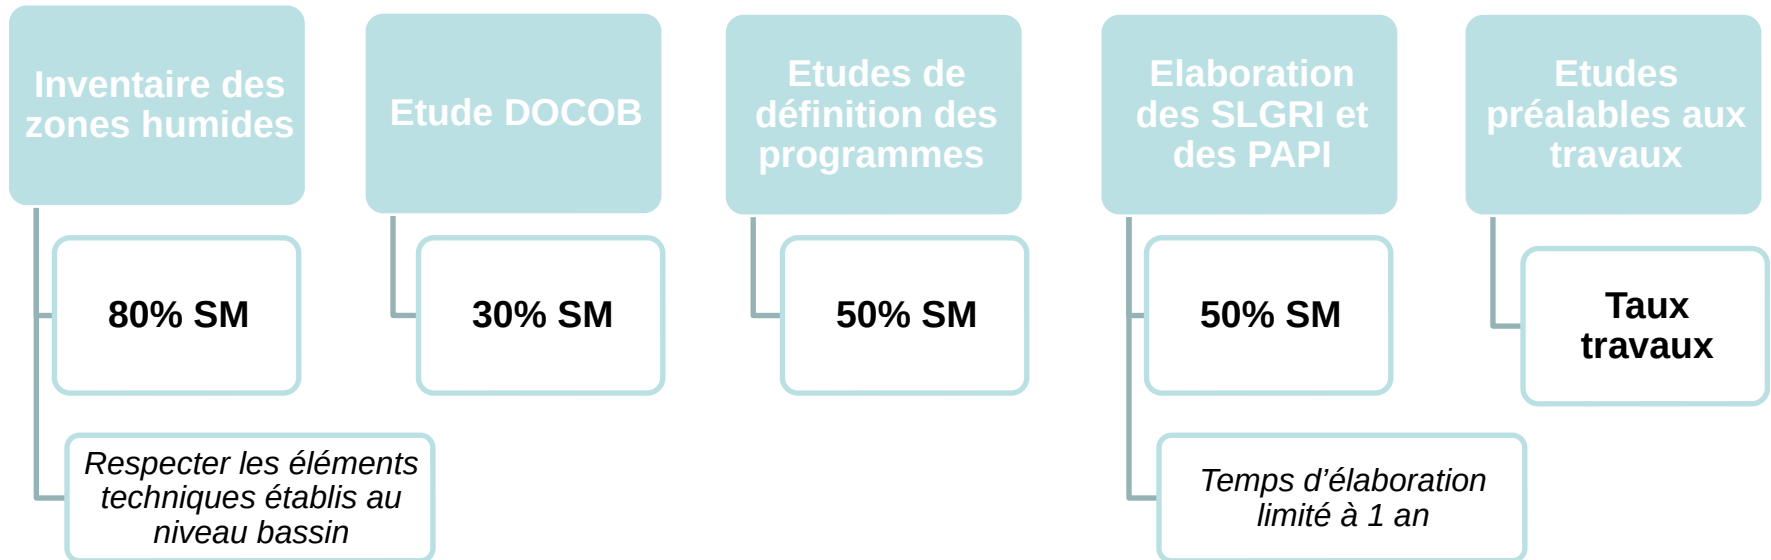 Inventaire des
zones humides
80% SM
Respecter les éléments
techniques établis au
niveau bassin
Etude DOCOB
30% SM
Etudes de
définition des
programmes
50% SM
Elaboration
des SLGRI et
des PAPI
50% SM
Temps d’élaboration
limité à 1 an
Etudes
préalables aux
travaux
Taux
travaux